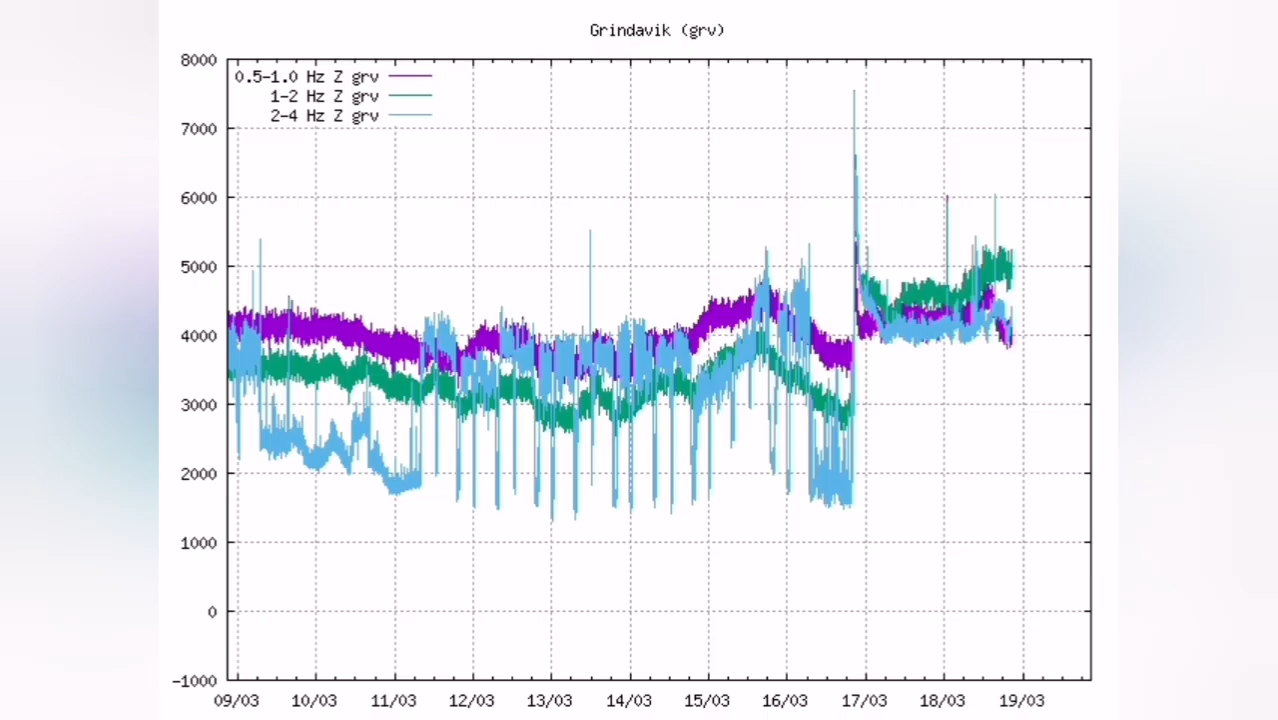 Grindavik (grv)
8000
0.5-1.0 Hz Z grv
1-2 Hz Z grv
2-4 Hz Z grv
7000
6000
5000
4000
3000
2000
1000
0
-1000
09/03 10/03 11/03 12/03 13/03 14/03 15/03 16/03 17/03 18/03 19/03